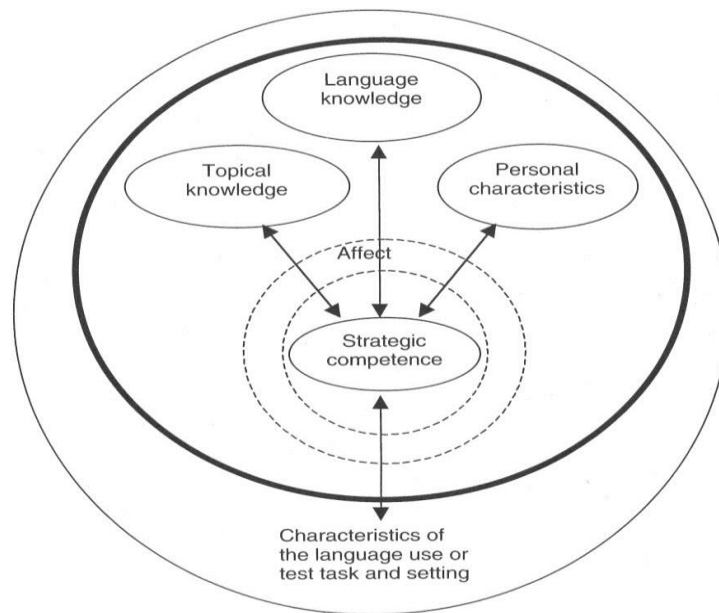 Language
knowledge
Topical
knowledge
Personal
characteristics
Affect
Strategic
competence
Characteristics of
the language use or
test task and setting